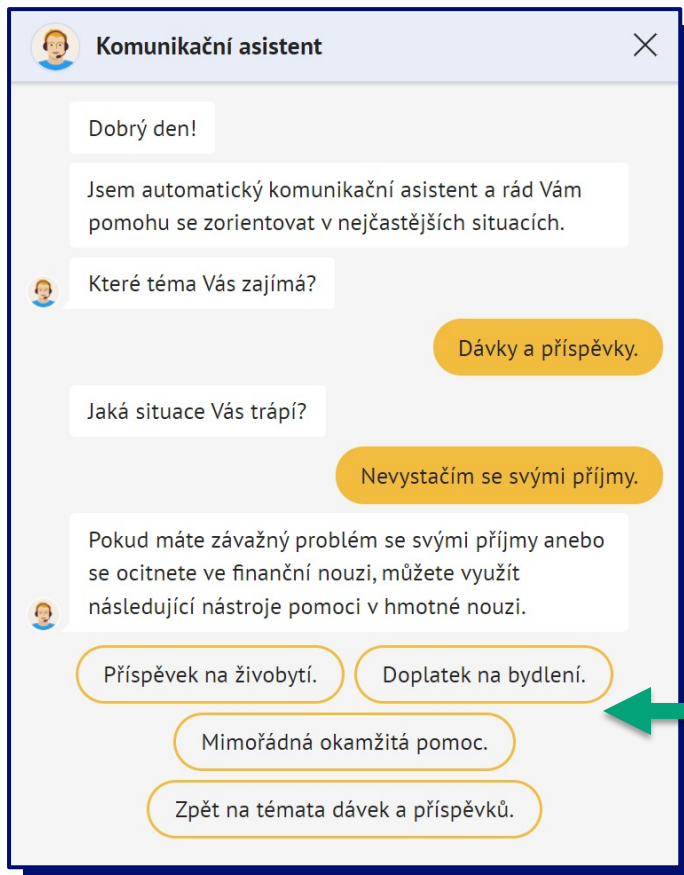 Komunikační asistent
Dobrý den!
Jsem automatický komunikační asistent a rád Vám
pomohu se zorientovat v nejčastějších situacích.
Které téma Vás zajímá?
Dávky a příspěvky.
Jaká situace Vás trápí?
Nevystačím se svými příjmy.
Pokud máte závažný problém se svými příjmy anebo
se ocitnete ve finanční nouzi, můžete využít
následující nástroje pomoci v hmotné nouzi.
Příspěvek na živobytí.
Doplatek na bydlení.
Mimořádná okamžitá pomoc.
Zpět na témata dávek a příspěvků.